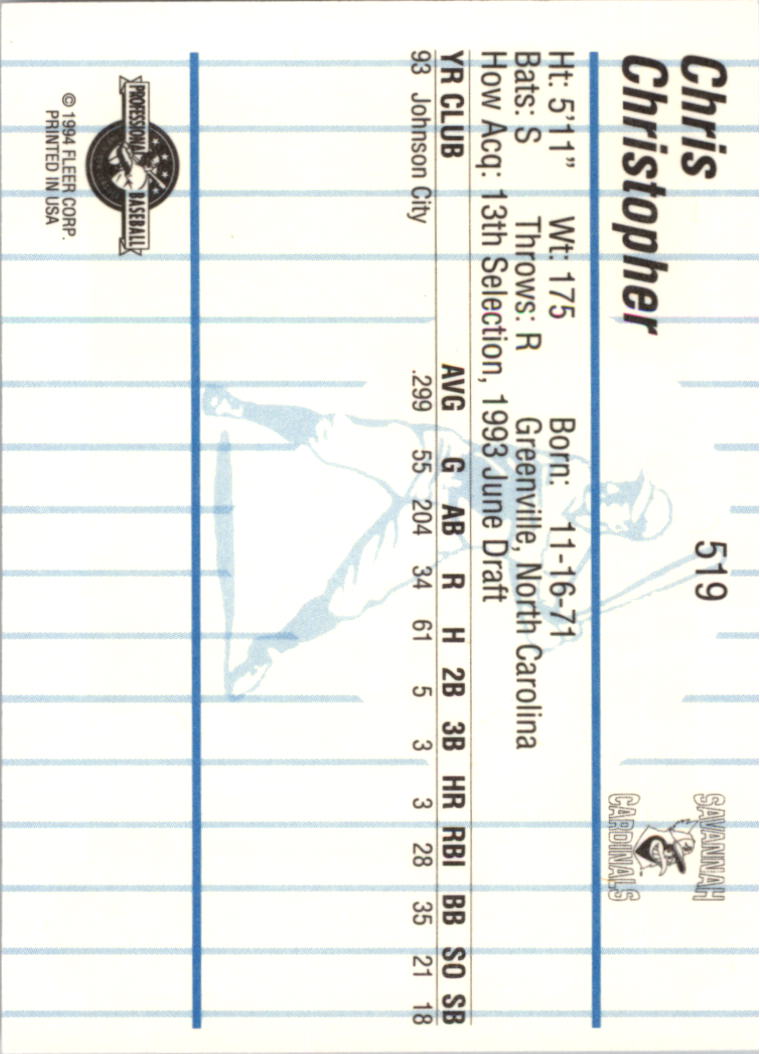 Chris
Christopher
519
SAVANNAH
CARDINALS
Ht: 5'11" Wt: 175 Born: 11-16-71
Bats: S Throws: R Greenville, North Carolina
How Acq: 13th Selection, 1993 June Draft
YR CLUB AVG G AB R H 2B 3B HR RBI BB SO SB
93 Johnson City .299 55 204 34 61 5 3 3 28 35 21 18
PROFESSIONAL BASEBALL
© 1994 FLEER CORP.
PRINTED IN USA